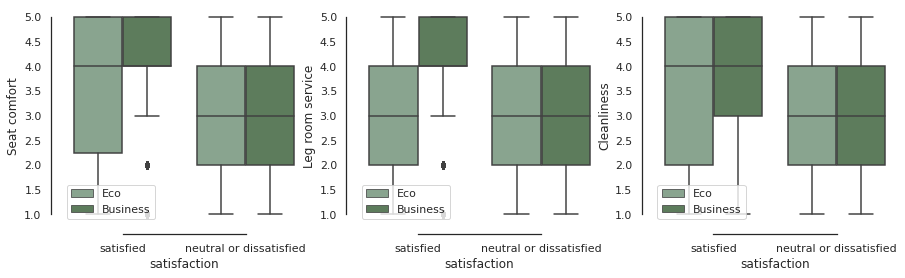 Seat comfort
5.0
4.5
4.0
3.5
3.0
2.5
2.0
1.5
1.0
Eco
Business
satisfied
neutral or dissatisfied
satisfaction
Leg room service
5.0
4.5
4.0
3.5
3.0
2.5
2.0
1.5
1.0
Eco
Business
satisfied
neutral or dissatisfied
satisfaction
Cleanliness
5.0
4.5
4.0
3.5
3.0
2.5
2.0
1.5
1.0
Eco
Business
satisfied
neutral or dissatisfied
satisfaction